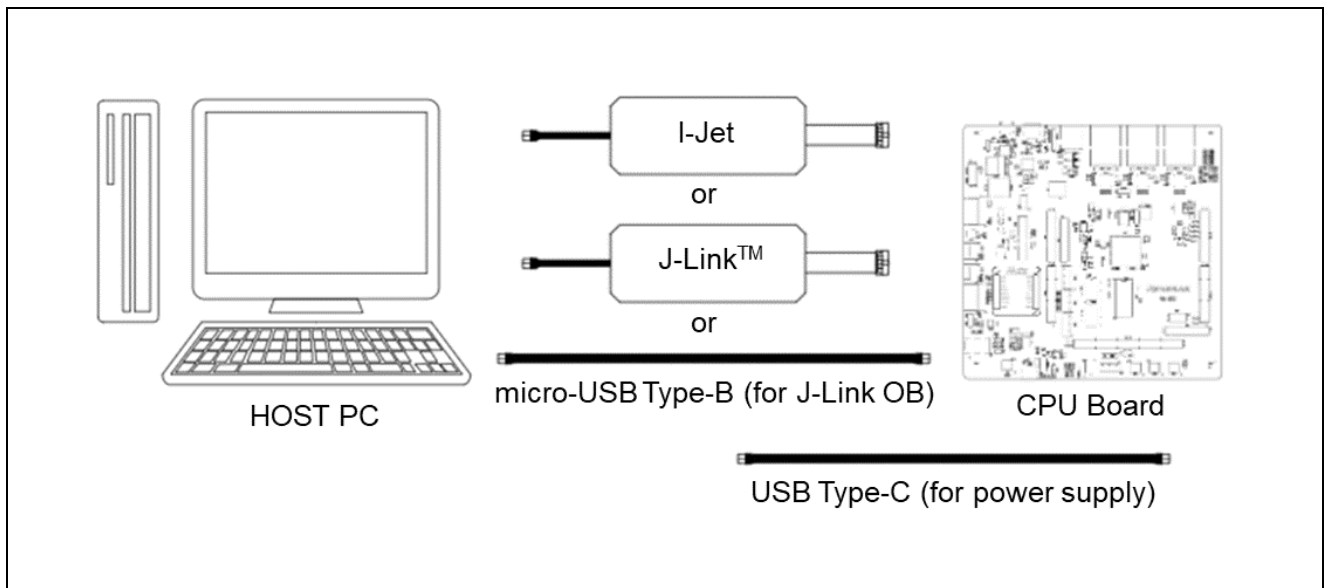 I-Jet
or
J-Link™
or
micro-USB Type-B (for J-Link OB)
HOST PC
CPU Board
USB Type-C (for power supply)